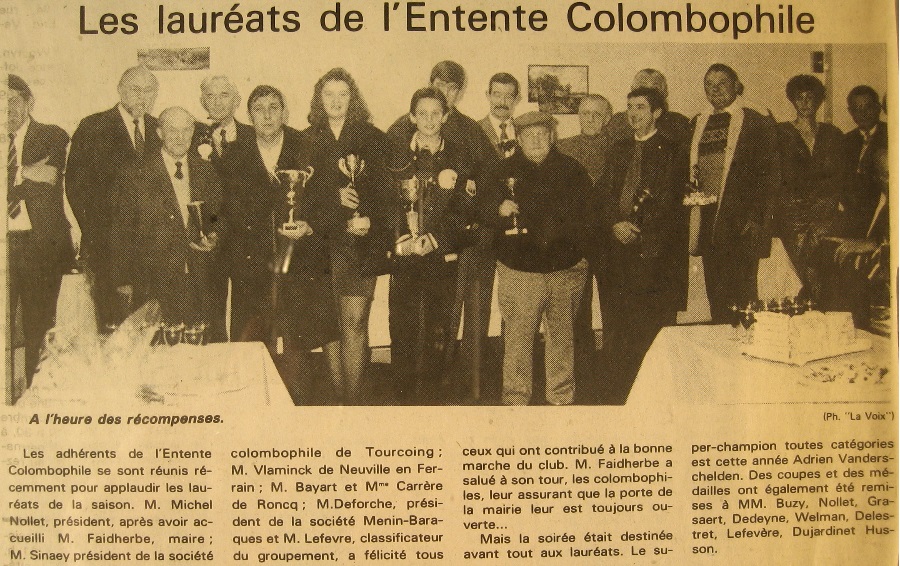 Les lauréats de l'Entente Colombophile
A l'heure des récompenses.
(Ph. "La Voix")
Les adhérents de l'Entente
Colombophile se sont réunis ré-
cemment pour applaudir les lau-
réats de la saison. M. Michel
Nollet, président, après avoir ac-
cueilli M. Faidherbe, maire ;
M. Sinaey président de la société
colombophile de Tourcoing ;
M. Vlaminck de Neuville en Fer-
rain ; M. Bayart et Mme Carrère
de Roncq ; M.Deforche, prési-
dent de la société Menin-Bara-
ques et M. Lefevre, classificateur
du groupement, a félicité tous
ceux qui ont contribué à la bonne
marche du club. M. Faidherbe a
salué à son tour, les colombophi-
les, leur assurant que la porte de
la mairie leur est toujours ou-
verte...
Mais la soirée était destinée
avant tout aux lauréats. Le su-
per-champion toutes catégories
est cette année Adrien Vanders-
chelden. Des coupes et des mé-
dailles ont également été remi-
ses à MM. Buzy, Nollet, Gra-
saert, Dedeyne, Welman, Deles-
tret, Lefevère, Dujardinet Hus-
son.